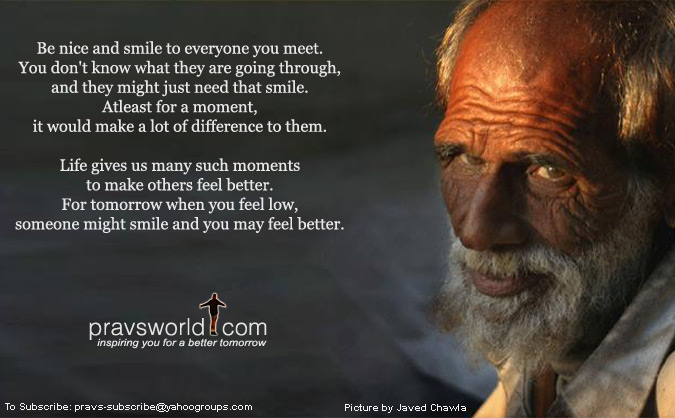 Be nice and smile to everyone you meet.
You don't know what they are going through,
and they might just need that smile.
Atleast for a moment,
it would make a lot of difference to them.
Life gives us many such moments
to make others feel better.
For tomorrow when you feel low,
someone might smile and you may feel better.
pravsworld.com
inspiring you for a better tomorrow
To Subscribe: pravs-subscribe@yahoogroups.com
Picture by Javed Chawla